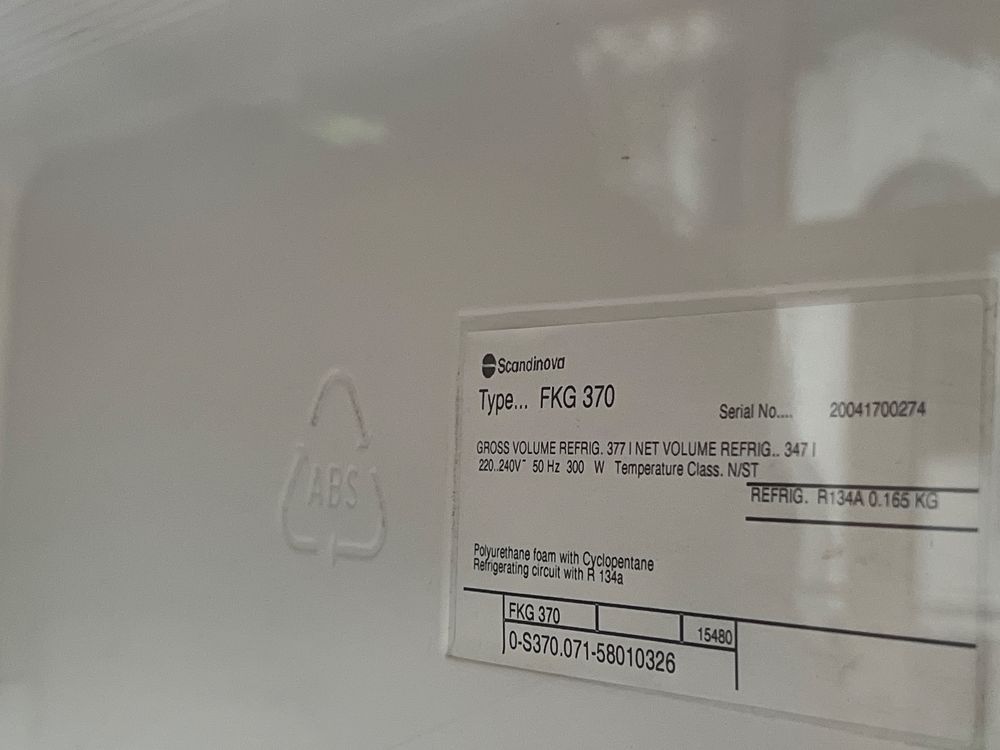 Scandinova
Type... FKG 370
Serial No.... 20041700274
GROSS VOLUME REFRIG. 377 l NET VOLUME REFRIG.. 347 l
220..240V~ 50 Hz 300 W Temperature Class. N/ST
REFRIG. R134A 0.165 KG
ABS
Polyurethane foam with Cyclopentane
Refrigerating circuit with R 134a
FKG 370 15480
0-S370.071-58010326